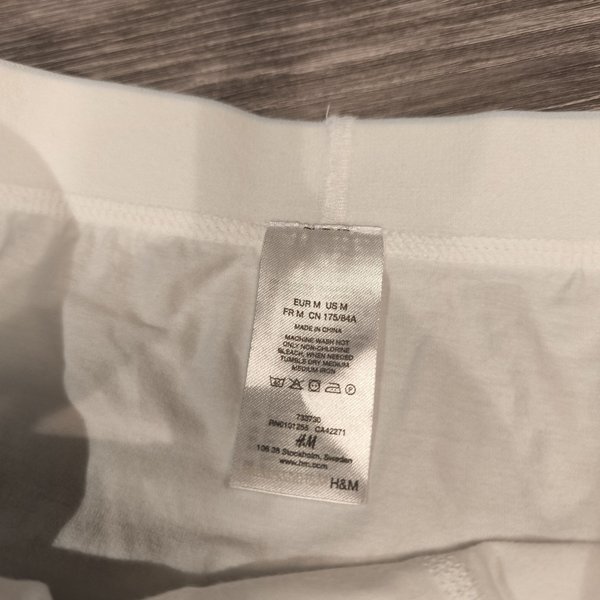 EUR M US M
FR M CN 175/84A
MADE IN CHINA
MACHINE WASH HOT
ONLY NON-CHLORINE
BLEACH, WHEN NEEDED
TUMBLE DRY MEDIUM
MEDIUM IRON
733730
RN0101255 CA42271
H&M
106 38 Stockholm, Sweden
www.hm.com
H&M